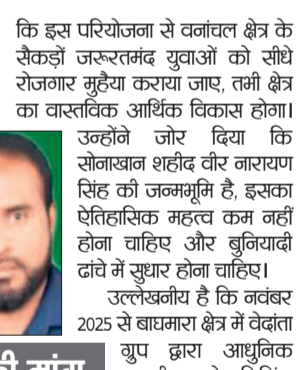 कि इस परियोजना से वनांचल क्षेत्र के
सैकड़ों जरूरतमंद युवाओं को सीधे
रोजगार मुहैया कराया जाए, तभी क्षेत्र
का वास्तविक आर्थिक विकास होगा।
उन्होंने जोर दिया कि
सोनाखान शहीद वीर नारायण
सिंह की जन्मभूमि है, इसका
ऐतिहासिक महत्व कम नहीं
होना चाहिए और बुनियादी
ढांचे में सुधार होना चाहिए।
उल्लेखनीय है कि नवंबर
2025 से बाघमारा क्षेत्र में वेदांता
ग्रुप द्वारा आधुनिक